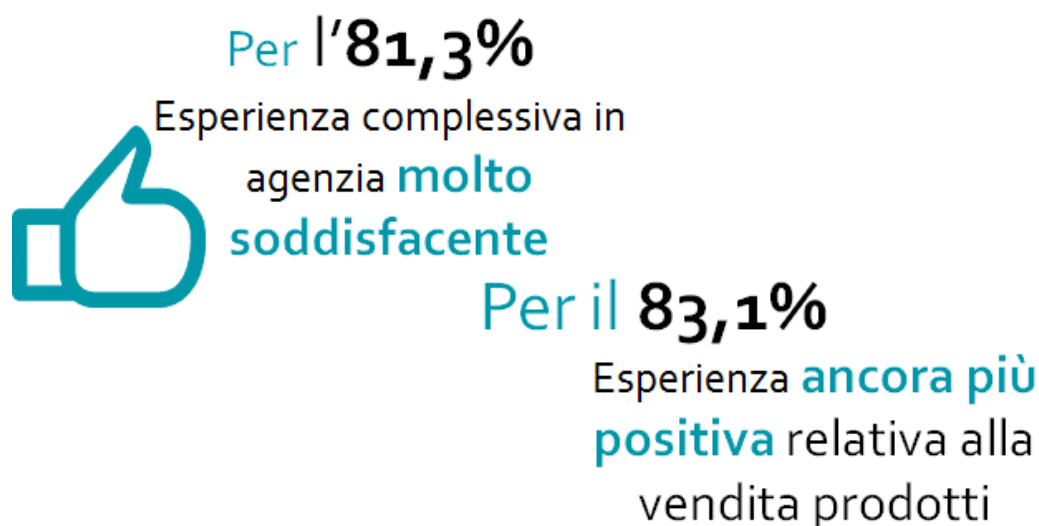 Per l’81,3%
Esperienza complessiva in
agenzia molto
soddisfacente
Per il 83,1%
Esperienza ancora più
positiva relativa alla
vendita prodotti